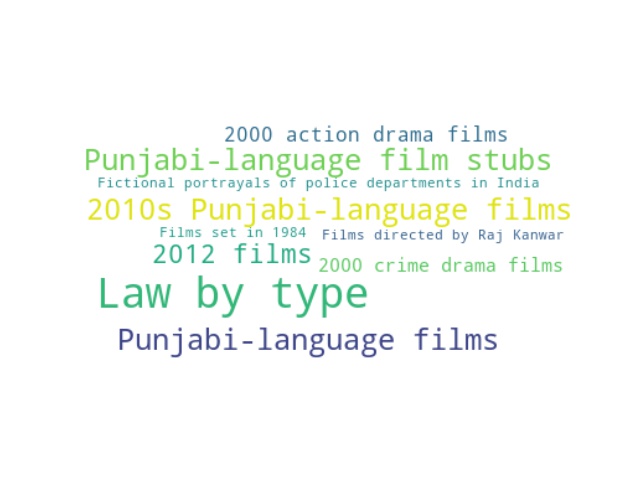 2000 action drama films
Punjabi-language film stubs
Fictional portrayals of police departments in India
2010s Punjabi-language films
Films set in 1984
Films directed by Raj Kanwar
2012 films
2000 crime drama films
Law by type
Punjabi-language films